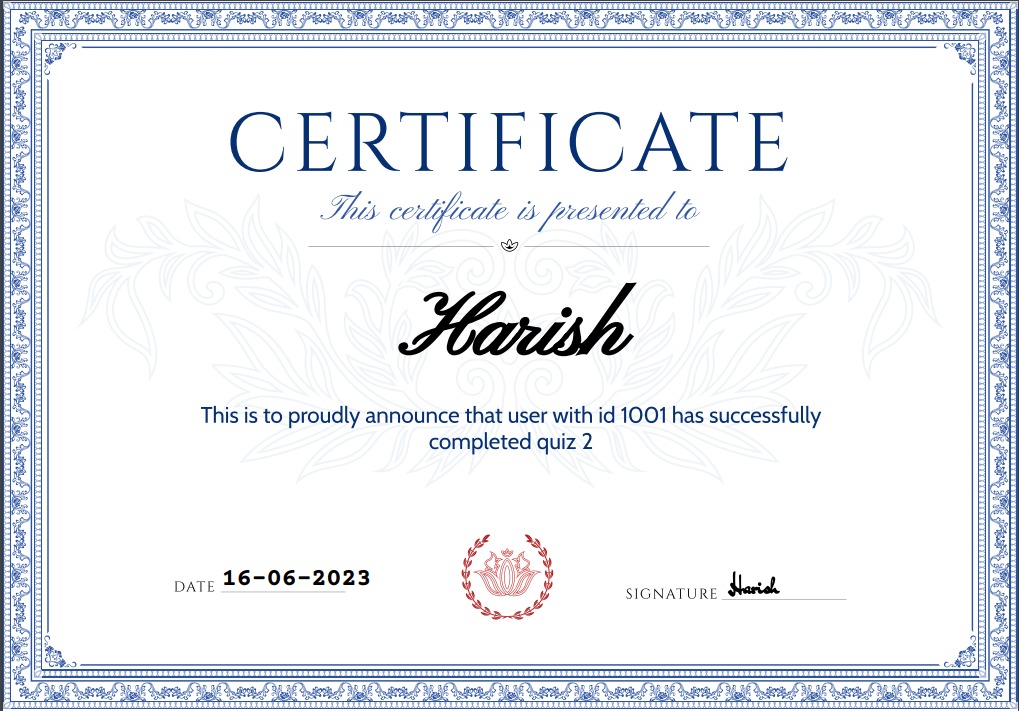 CERTIFICATE
This certificate is presented to
Harish
This is to proudly announce that user with id 1001 has successfully
completed quiz 2
DATE 16-06-2023
SIGNATURE Harish